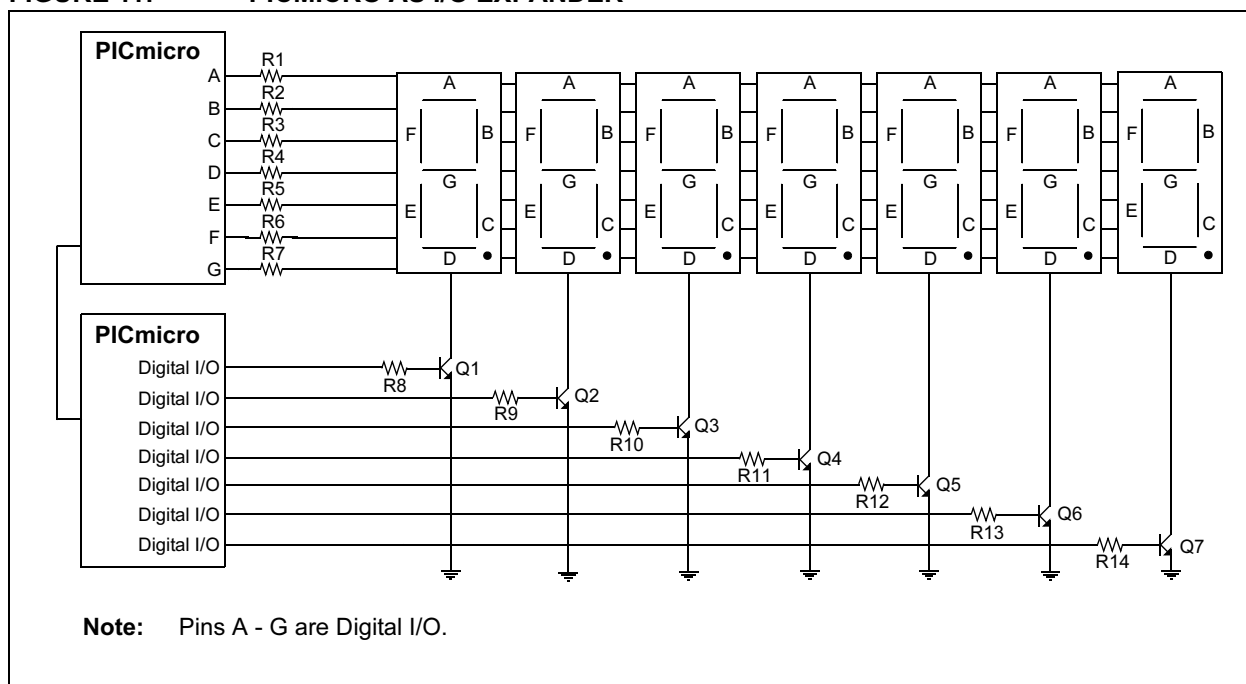 FIGURE PICMICRO AS I/O EXPANDER
PICmicro
A
B
C
D
E
F
G
R1
R2
R3
R4
R5
R6
R7
A
F
B
G
E
C
D
A
F
B
G
E
C
D
A
F
B
G
E
C
D
A
F
B
G
E
C
D
A
F
B
G
E
C
D
A
F
B
G
E
C
D
A
F
B
G
E
C
D
PICmicro
Digital I/O
R8
Q1
Digital I/O
R9
Q2
Digital I/O
R10
Q3
Digital I/O
R11
Q4
Digital I/O
R12
Q5
Digital I/O
R13
Q6
Digital I/O
R14
Q7
Note: Pins A - G are Digital I/O.